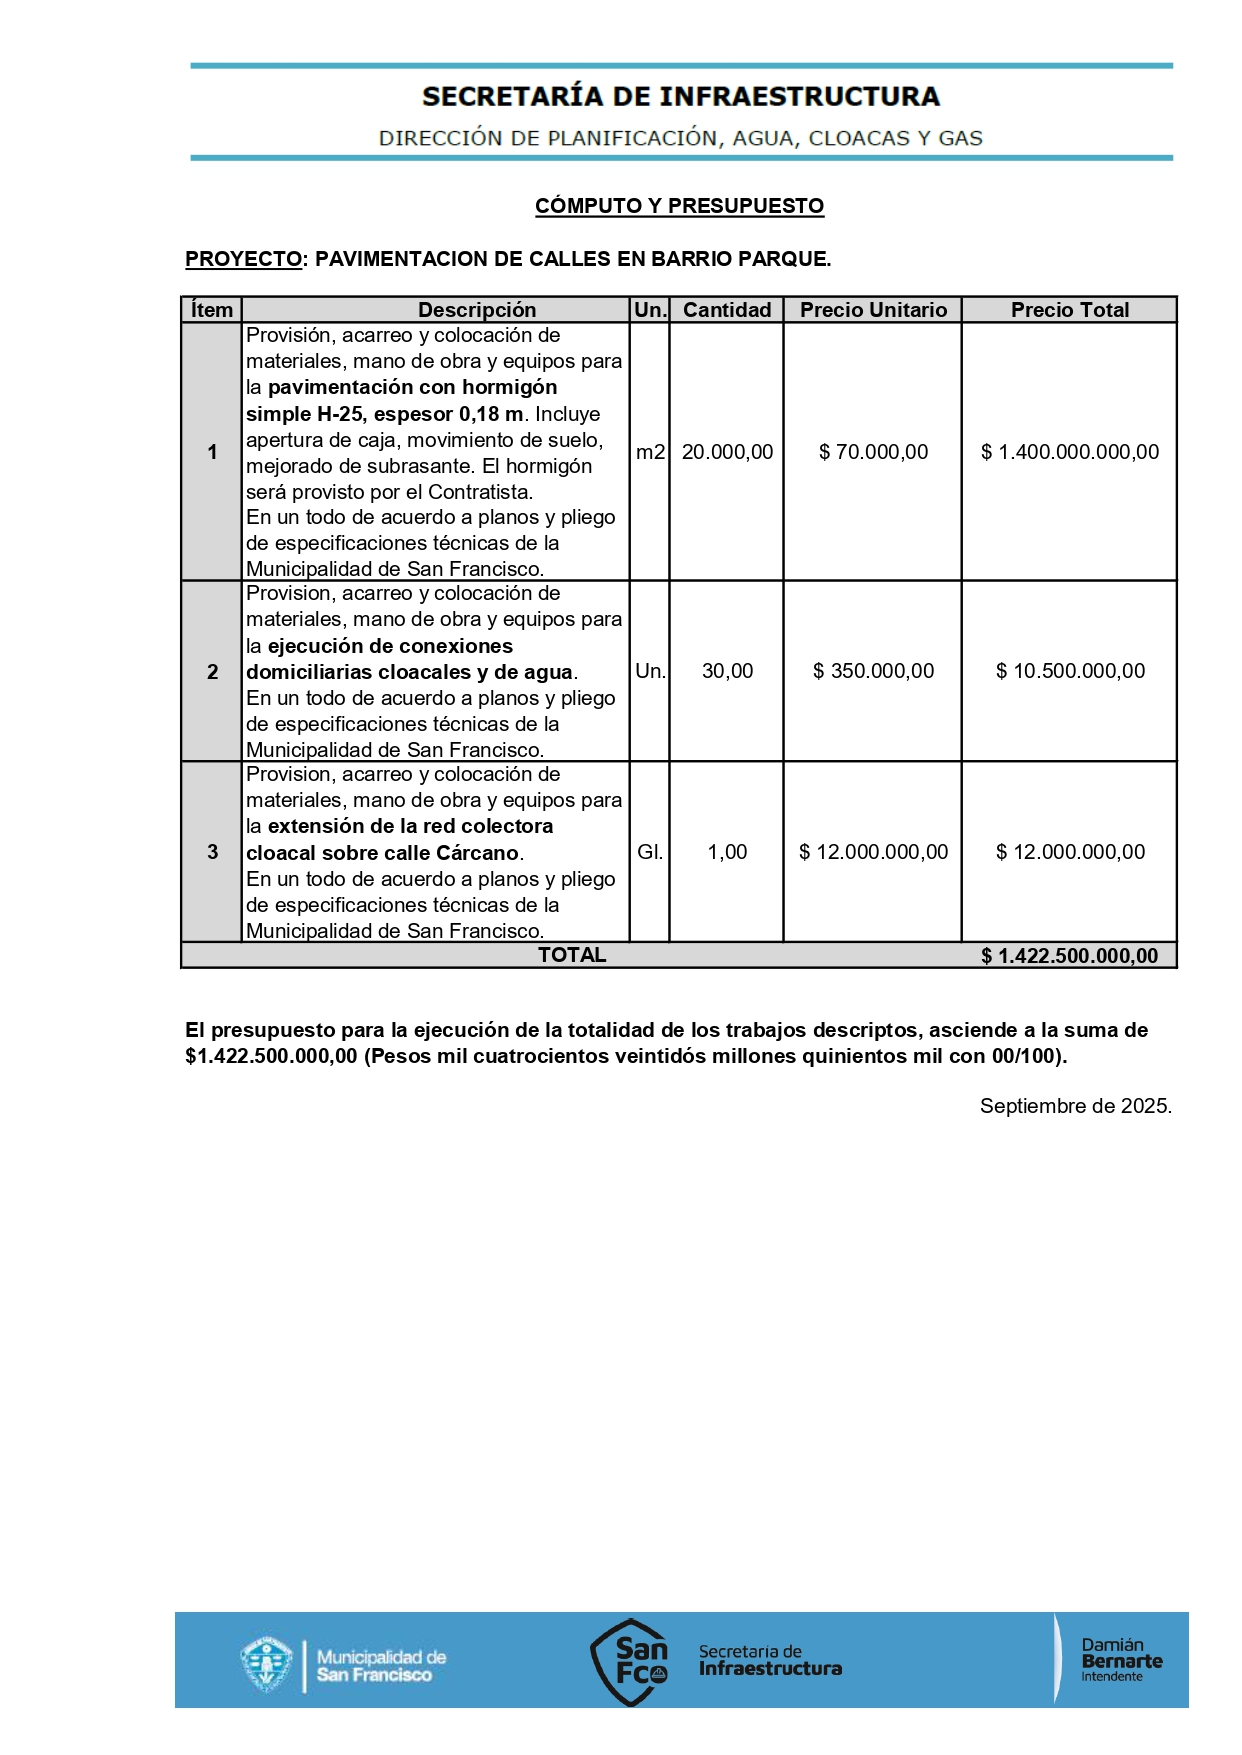 SECRETARÍA DE INFRAESTRUCTURA
DIRECCIÓN DE PLANIFICACIÓN, AGUA, CLOACAS Y GAS
CÓMPUTO Y PRESUPUESTO
PROYECTO: PAVIMENTACION DE CALLES EN BARRIO PARQUE.
Ítem Descripción Un. Cantidad Precio Unitario Precio Total
Provisión, acarreo y colocación de
materiales, mano de obra y equipos para
la pavimentación con hormigón
simple H-25, espesor 0,18 m. Incluye
apertura de caja, movimiento de suelo,
1 m2 20.000,00 $ 70.000,00 $ 1.400.000.000,00
mejorado de subrasante. El hormigón
será provisto por el Contratista.
En un todo de acuerdo a planos y pliego
de especificaciones técnicas de la
Municipalidad de San Francisco.
Provision, acarreo y colocación de
materiales, mano de obra y equipos para
la ejecución de conexiones
2 domiciliarias cloacales y de agua. Un. 30,00 $ 350.000,00 $ 10.500.000,00
En un todo de acuerdo a planos y pliego
de especificaciones técnicas de la
Municipalidad de San Francisco.
Provision, acarreo y colocación de
materiales, mano de obra y equipos para
la extensión de la red colectora
3 cloacal sobre calle Cárcano. Gl. 1,00 $ 12.000.000,00 $ 12.000.000,00
En un todo de acuerdo a planos y pliego
de especificaciones técnicas de la
Municipalidad de San Francisco.
TOTAL $ 1.422.500.000,00
El presupuesto para la ejecución de la totalidad de los trabajos descriptos, asciende a la suma de
$1.422.500.000,00 (Pesos mil cuatrocientos veintidós millones quinientos mil con 00/100).
Septiembre de 2025.
Municipalidad de
San Francisco
San
Fco
Secretaría de
Infraestructura
Damián
Bernarte
Intendente